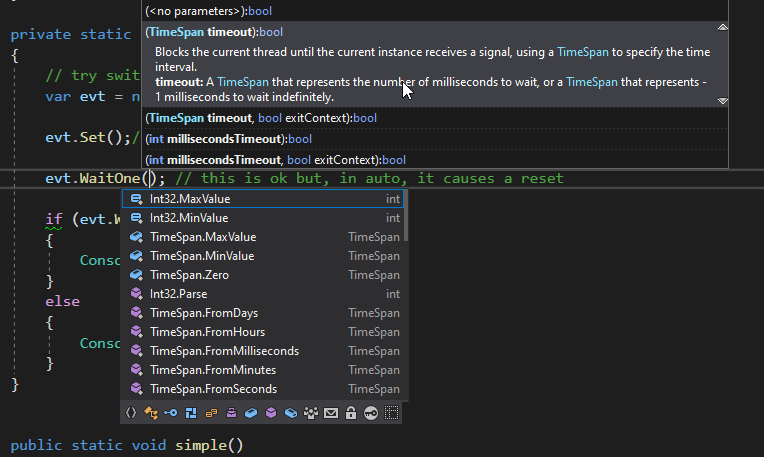 (<no parameters>):bool
private static
(TimeSpan timeout):bool
{
Blocks the current thread until the current instance receives a signal, using a TimeSpan to specify the time
interval.
// try swit
timeout: A TimeSpan that represents the number of milliseconds to wait, or a TimeSpan that represents -
var evt = n
1 milliseconds to wait indefinitely.
(TimeSpan timeout, bool exitContext):bool
evt.Set();/
(int millisecondsTimeout):bool
(int millisecondsTimeout, bool exitContext):bool
evt.WaitOne(); // this is ok but, in auto, it causes a reset
Int32.MaxValue int
if (evt.W
Int32.MinValue int
{
TimeSpan.MaxValue TimeSpan
Conso
TimeSpan.MinValue TimeSpan
}
TimeSpan.Zero TimeSpan
else
Int32.Parse int
{
TimeSpan.FromDays TimeSpan
TimeSpan.FromHours TimeSpan
Conso
TimeSpan.FromMilliseconds TimeSpan
}
TimeSpan.FromMinutes TimeSpan
}
TimeSpan.FromSeconds TimeSpan
public static void simple()